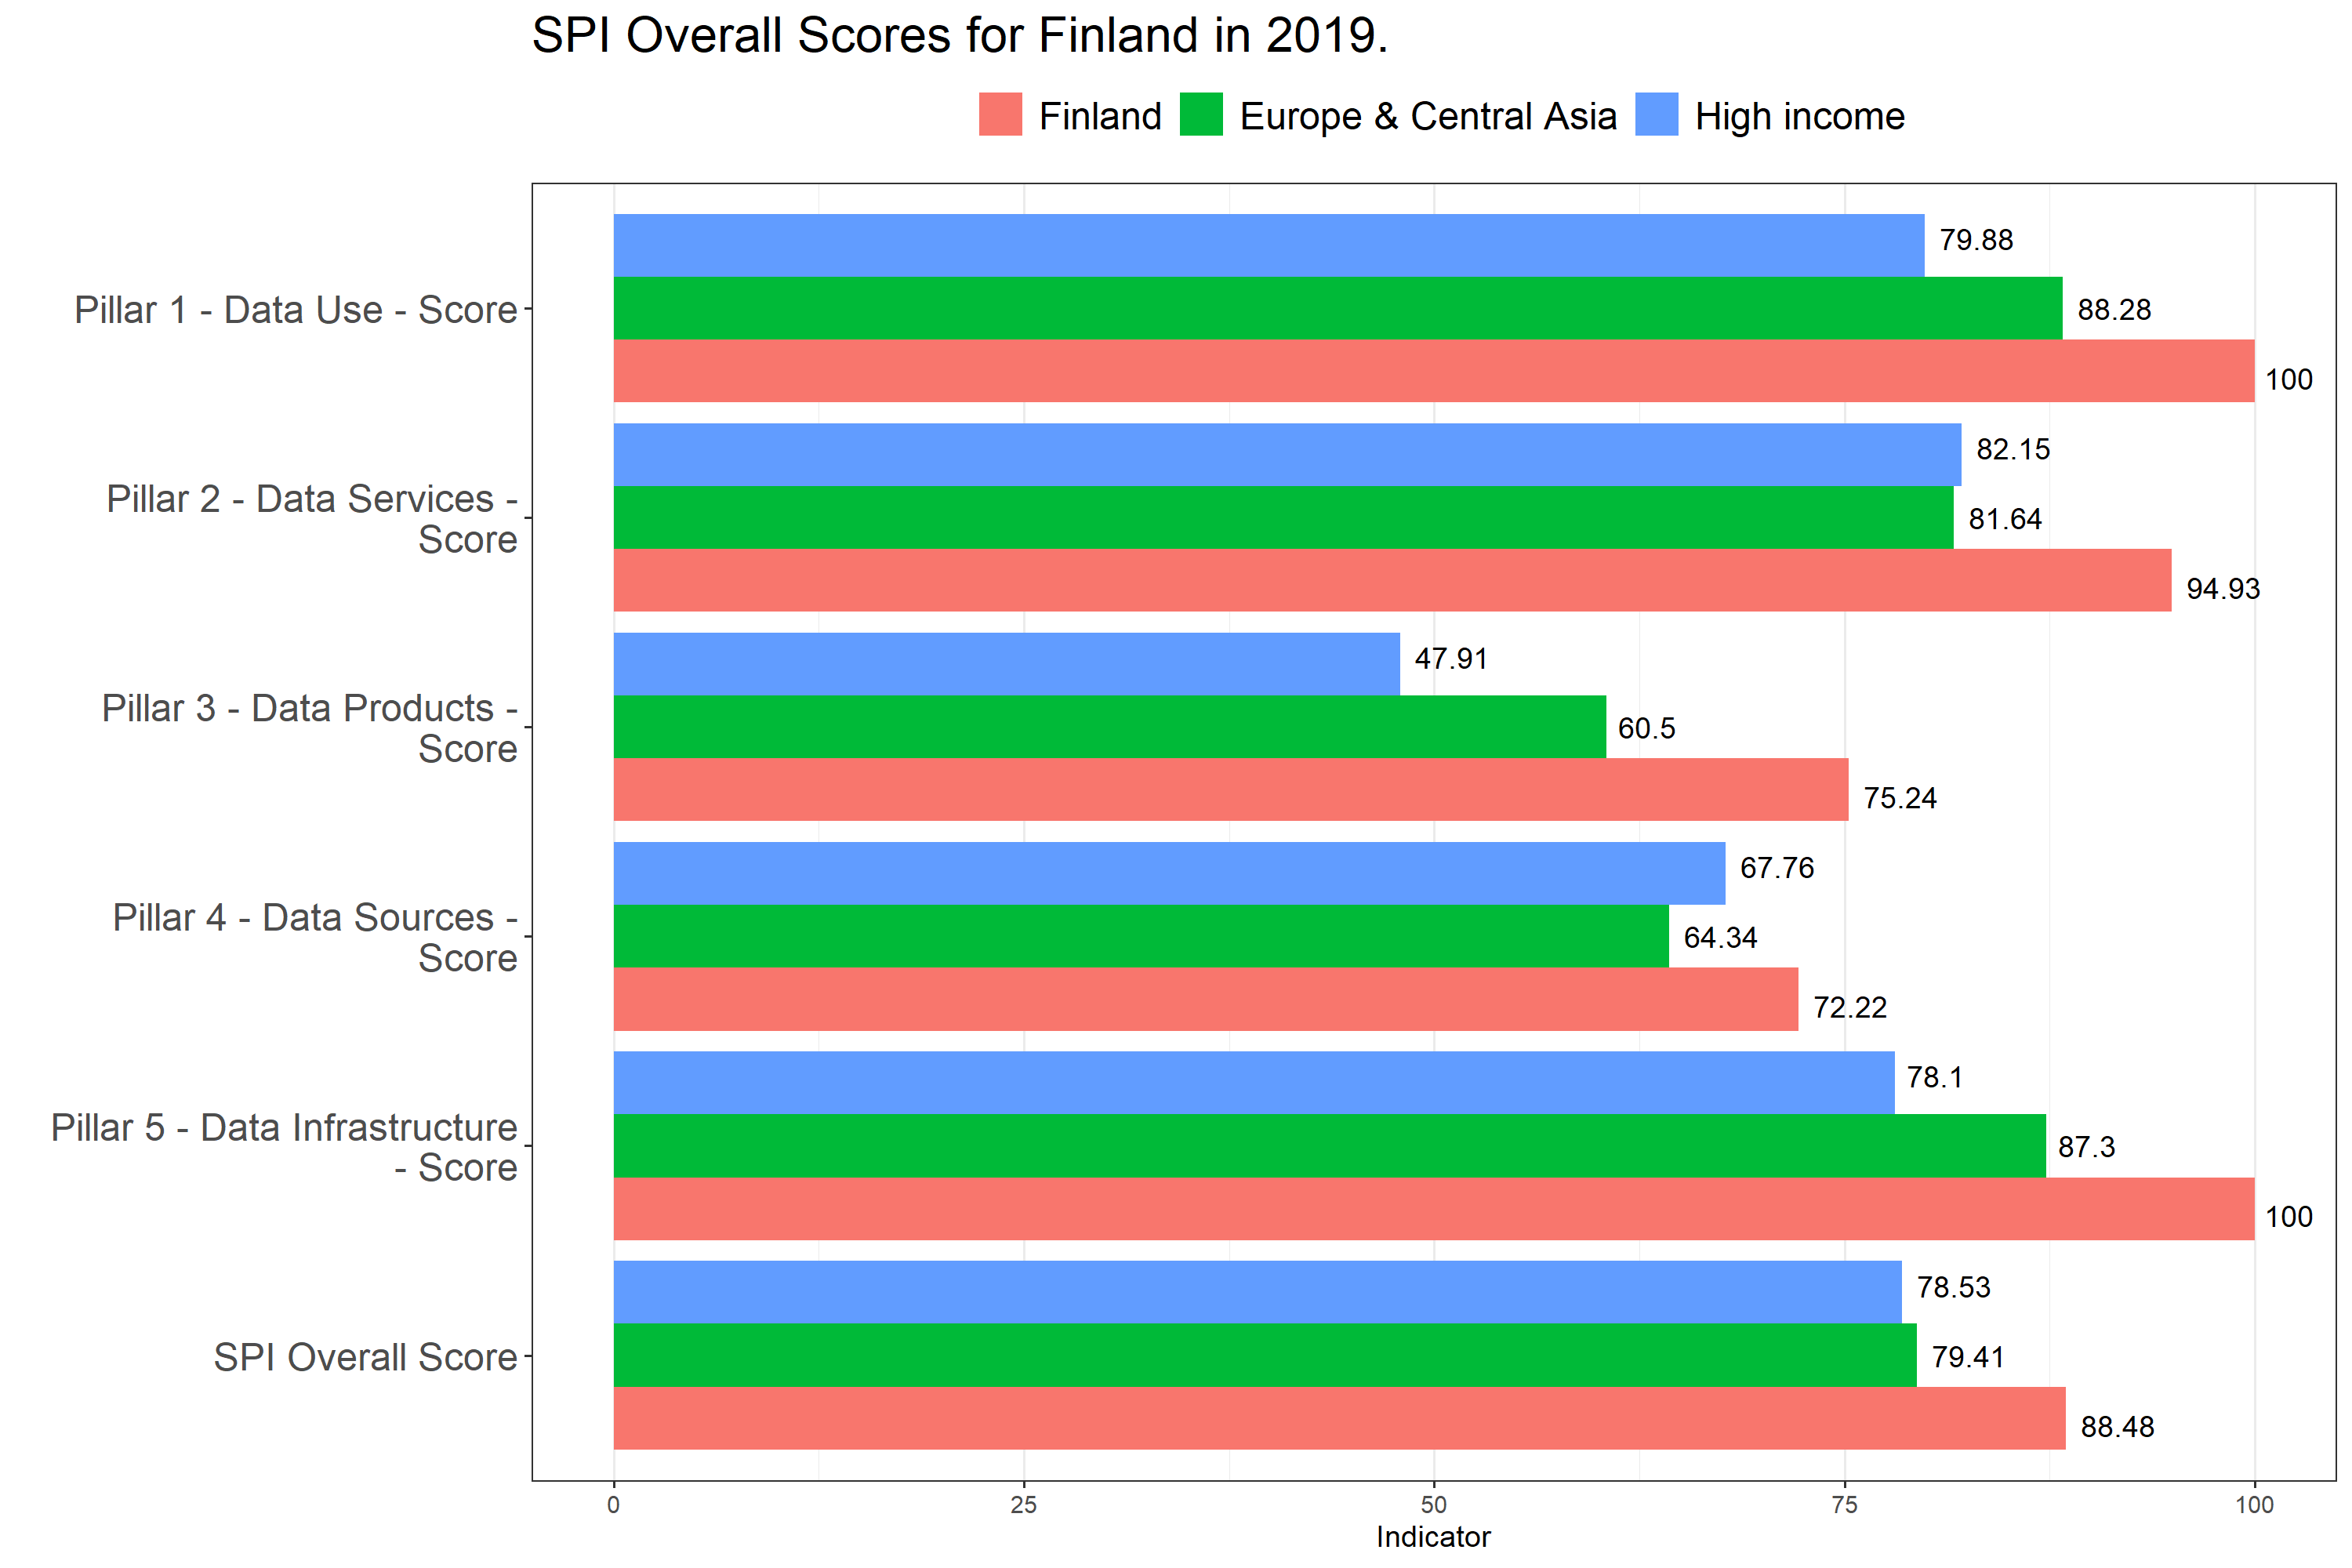 SPI Overall Scores for Finland in 2019.
Finland Europe & Central Asia High income
Pillar 1 - Data Use - Score
79.88
88.28
100
Pillar 2 - Data Services -
Score
82.15
81.64
94.93
Pillar 3 - Data Products -
Score
47.91
60.5
75.24
Pillar 4 - Data Sources -
Score
67.76
64.34
72.22
Pillar 5 - Data Infrastructure
- Score
78.1
87.3
100
SPI Overall Score
78.53
79.41
88.48
0 25 50 75 100
Indicator